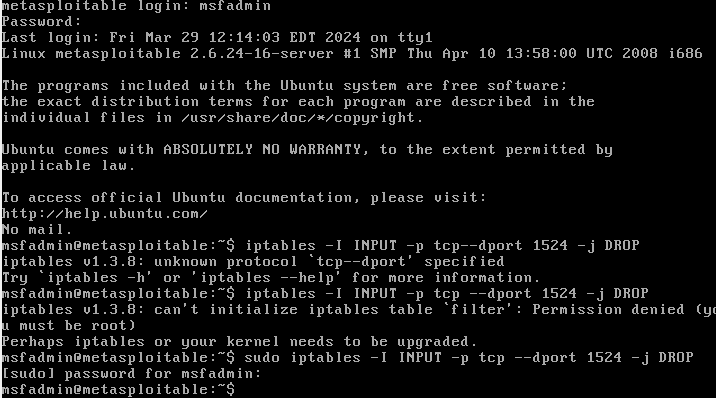 metasploitable login: msfadmin
Password:
Last login: Fri Mar 29 12:14:03 EDT 2024 on tty1
Linux metasploitable 2.6.24-16-server #1 SMP Thu Apr 10 13:58:00 UTC 2008 i686
The programs included with the Ubuntu system are free software;
the exact distribution terms for each program are described in the
individual files in /usr/share/doc/*/copyright.
Ubuntu comes with ABSOLUTELY NO WARRANTY, to the extent permitted by
applicable law.
To access official Ubuntu documentation, please visit:
http://help.ubuntu.com/
No mail.
msfadmin@metasploitable:~$ iptables -I INPUT -p tcp--dport 1524 -j DROP
iptables v1.3.8: unknown protocol `tcp--dport' specified
Try `iptables -h' or 'iptables --help' for more information.
msfadmin@metasploitable:~$ iptables -I INPUT -p tcp --dport 1524 -j DROP
iptables v1.3.8: can't initialize iptables table `filter': Permission denied (yo
u must be root)
Perhaps iptables or your kernel needs to be upgraded.
msfadmin@metasploitable:~$ sudo iptables -I INPUT -p tcp --dport 1524 -j DROP
[sudo] password for msfadmin:
msfadmin@metasploitable:~$